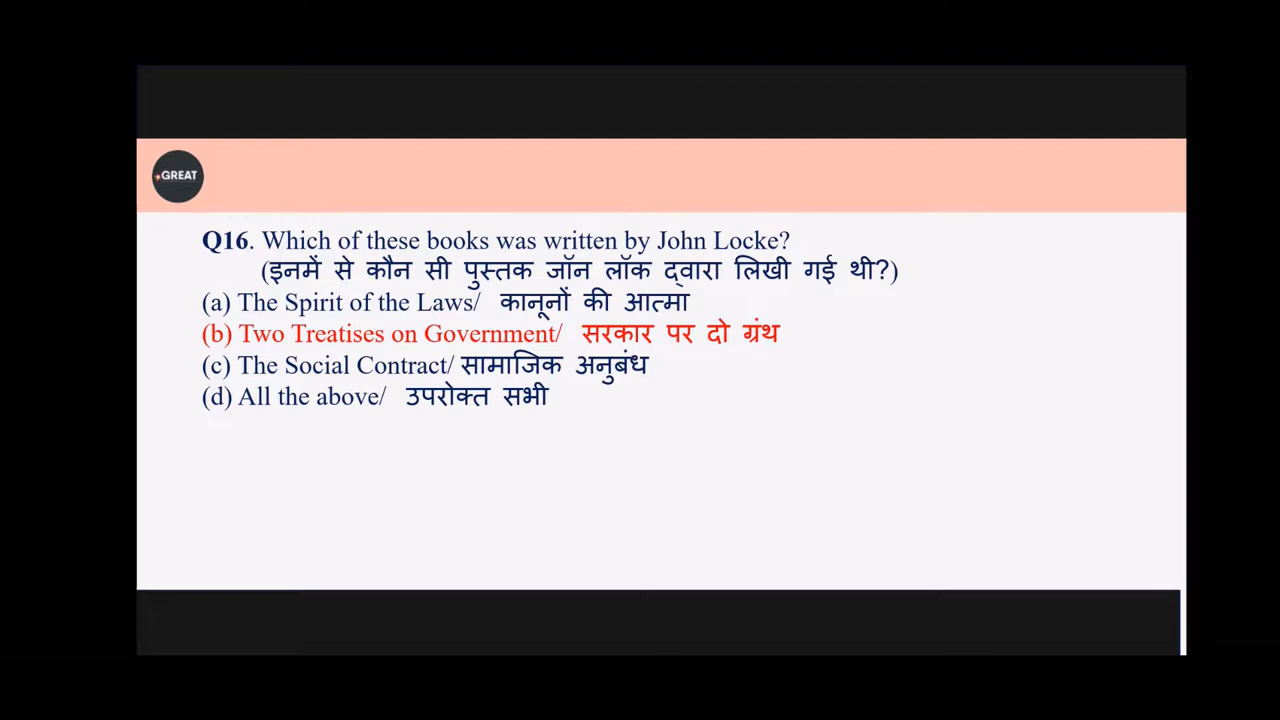 GREAT
Q16. Which of these books was written by John Locke?
(इनमें से कौन सी पुस्तक जॉन लॉक द्वारा लिखी गई थी?)
(a) The Spirit of the Laws/ कानूनों की आत्मा
(b) Two Treatises on Government/ सरकार पर दो ग्रंथ
(c) The Social Contract/ सामाजिक अनुबंध
(d) All the above/ उपरोक्त सभी